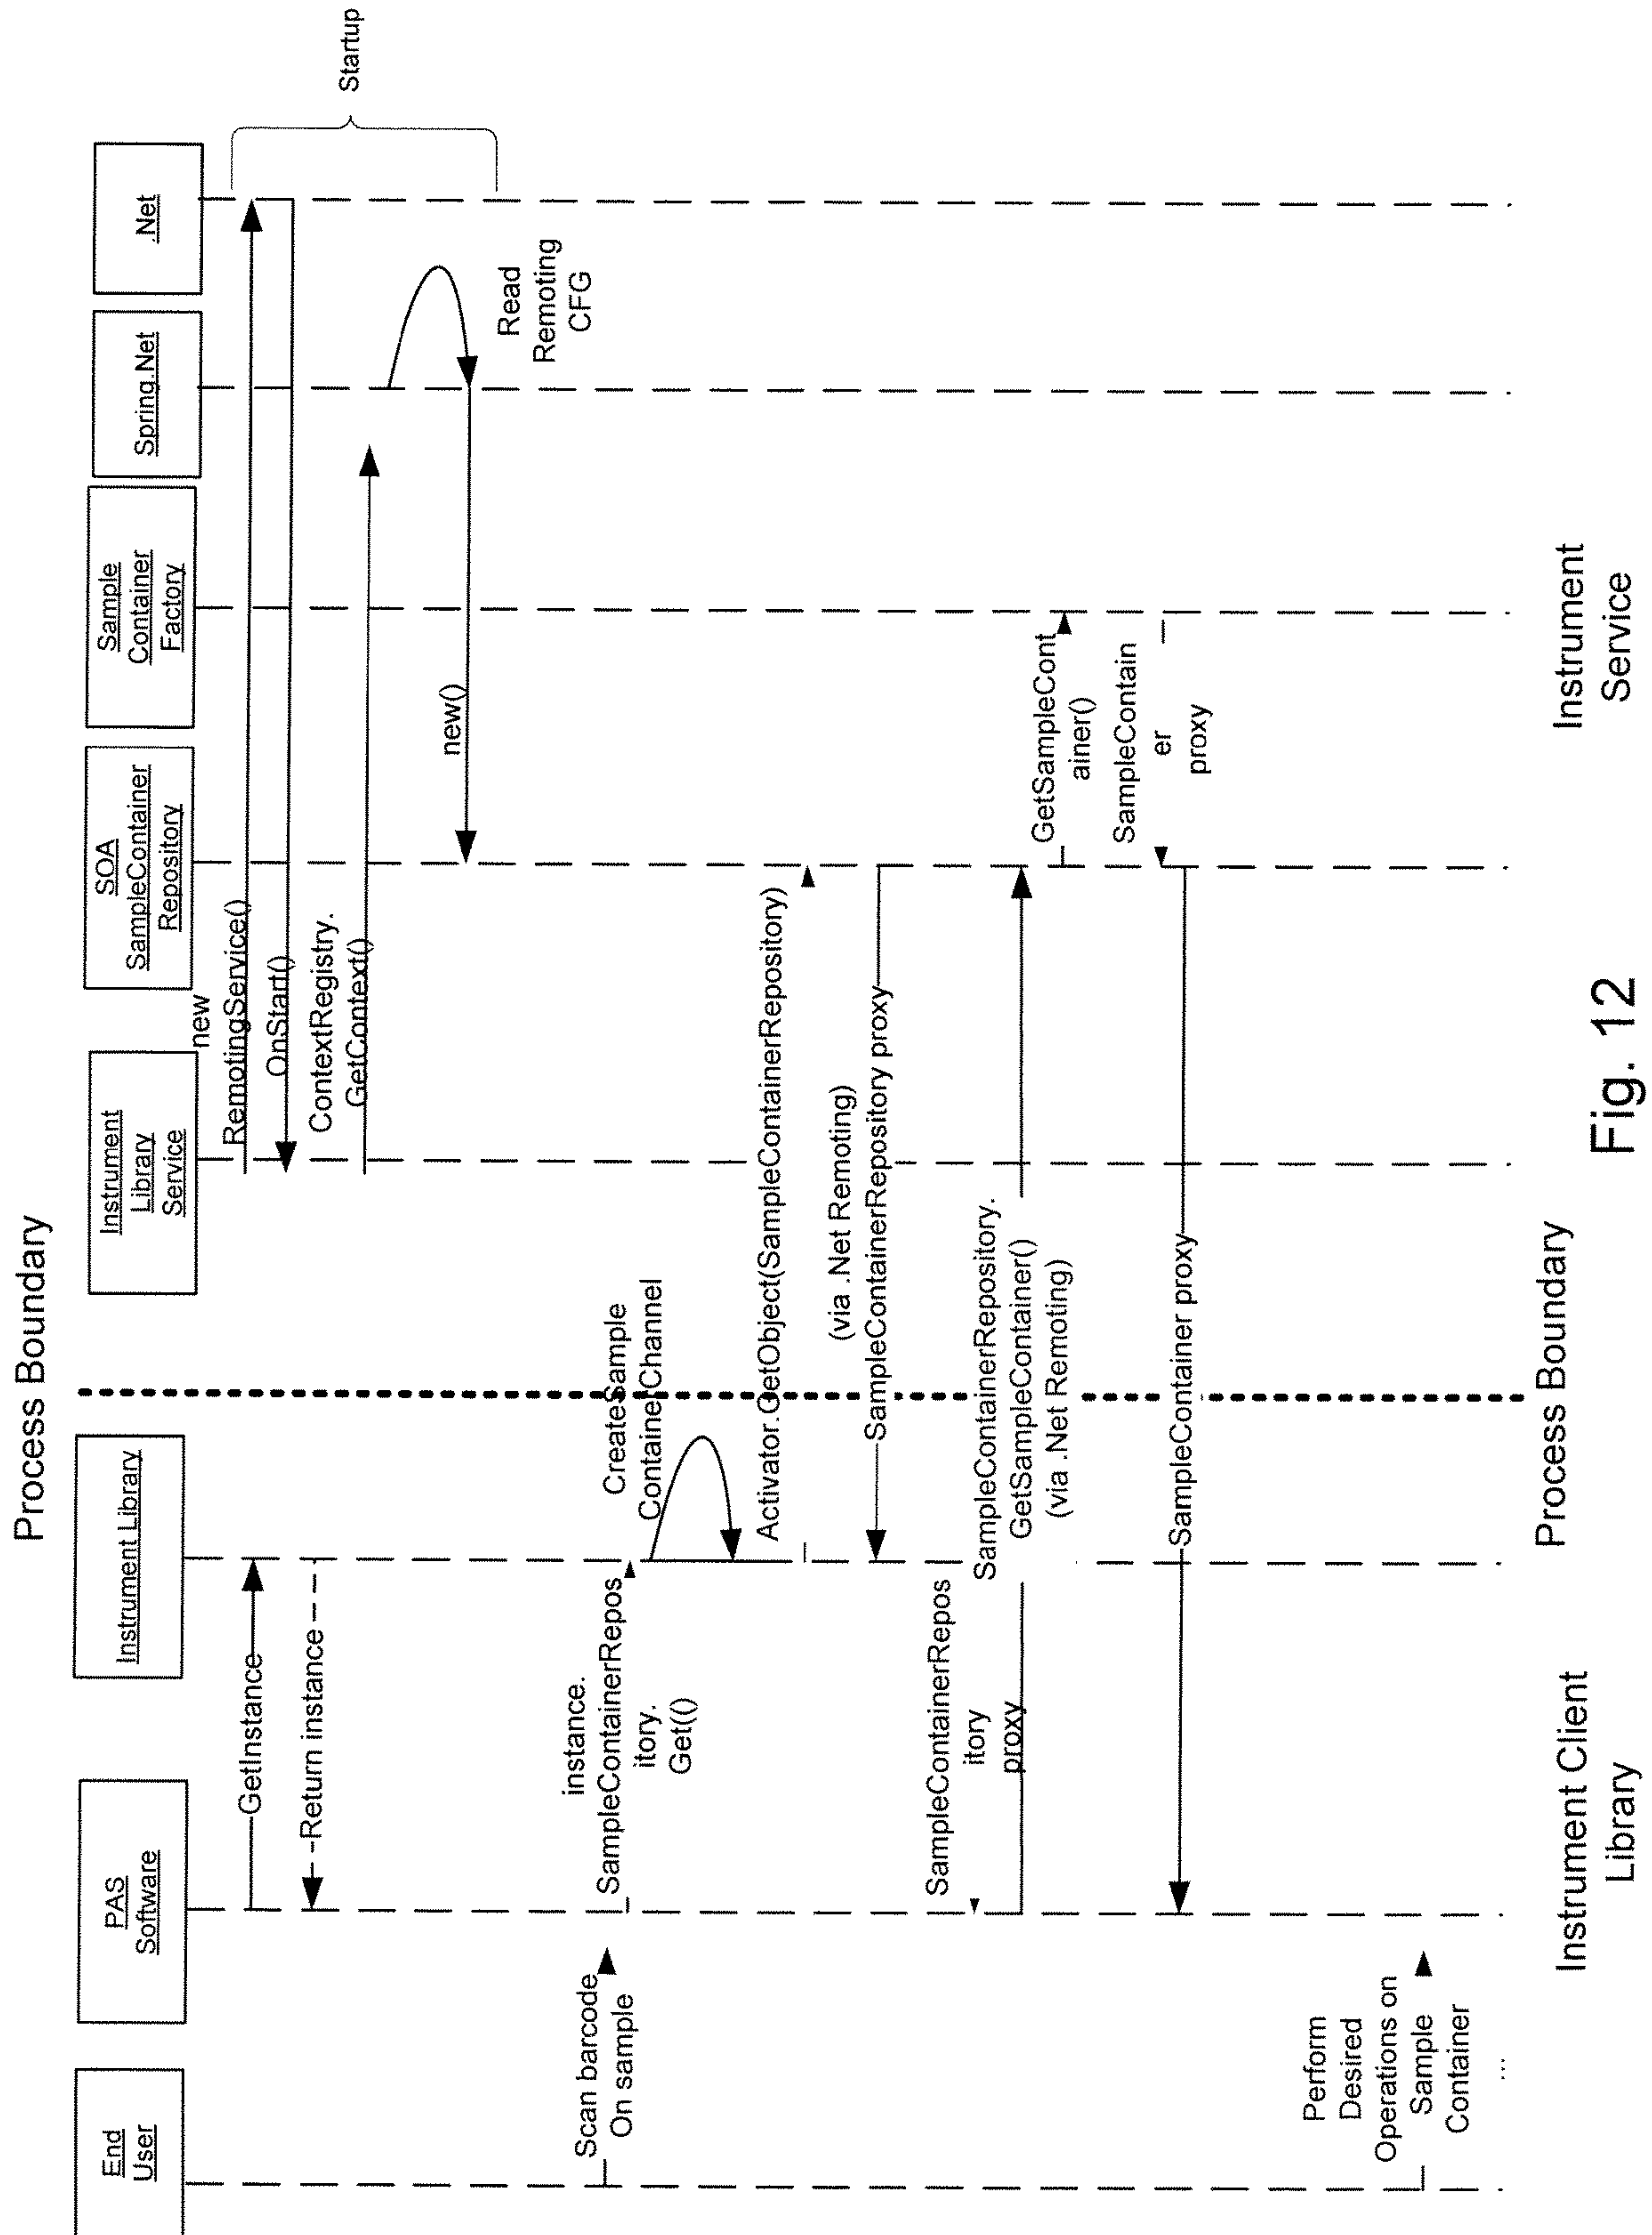 Process Boundary
End
User
PAS
Software
Instrument Library
Instrument
Library
Service
SOA
SampleContainer
Repository
Sample
Container
Factory
Spring.Net
.Net
GetInstance
Return instance
new
RemotingService()
OnStart()
ContextRegistry.
GetContext()
Startup
Read
Remoting
CFG
new()
Scan barcode
On sample
instance.
SampleContainerRepos
itory.
Get(()
CreateSample
ContainerChannel
Activator.GetObject(SampleContainerRepository)
(via .Net Remoting)
SampleContainerRepository proxy
SampleContainerRepos
itory
proxy
SampleContainerRepository.
GetSampleContainer()
(via .Net Remoting)
GetSampleCont
ainer()
SampleContain
er
proxy
SampleContainer proxy
Perform
Desired
Operations on
Sample
Container
...
Instrument Client
Library
Process Boundary
Instrument
Service
Fig. 12